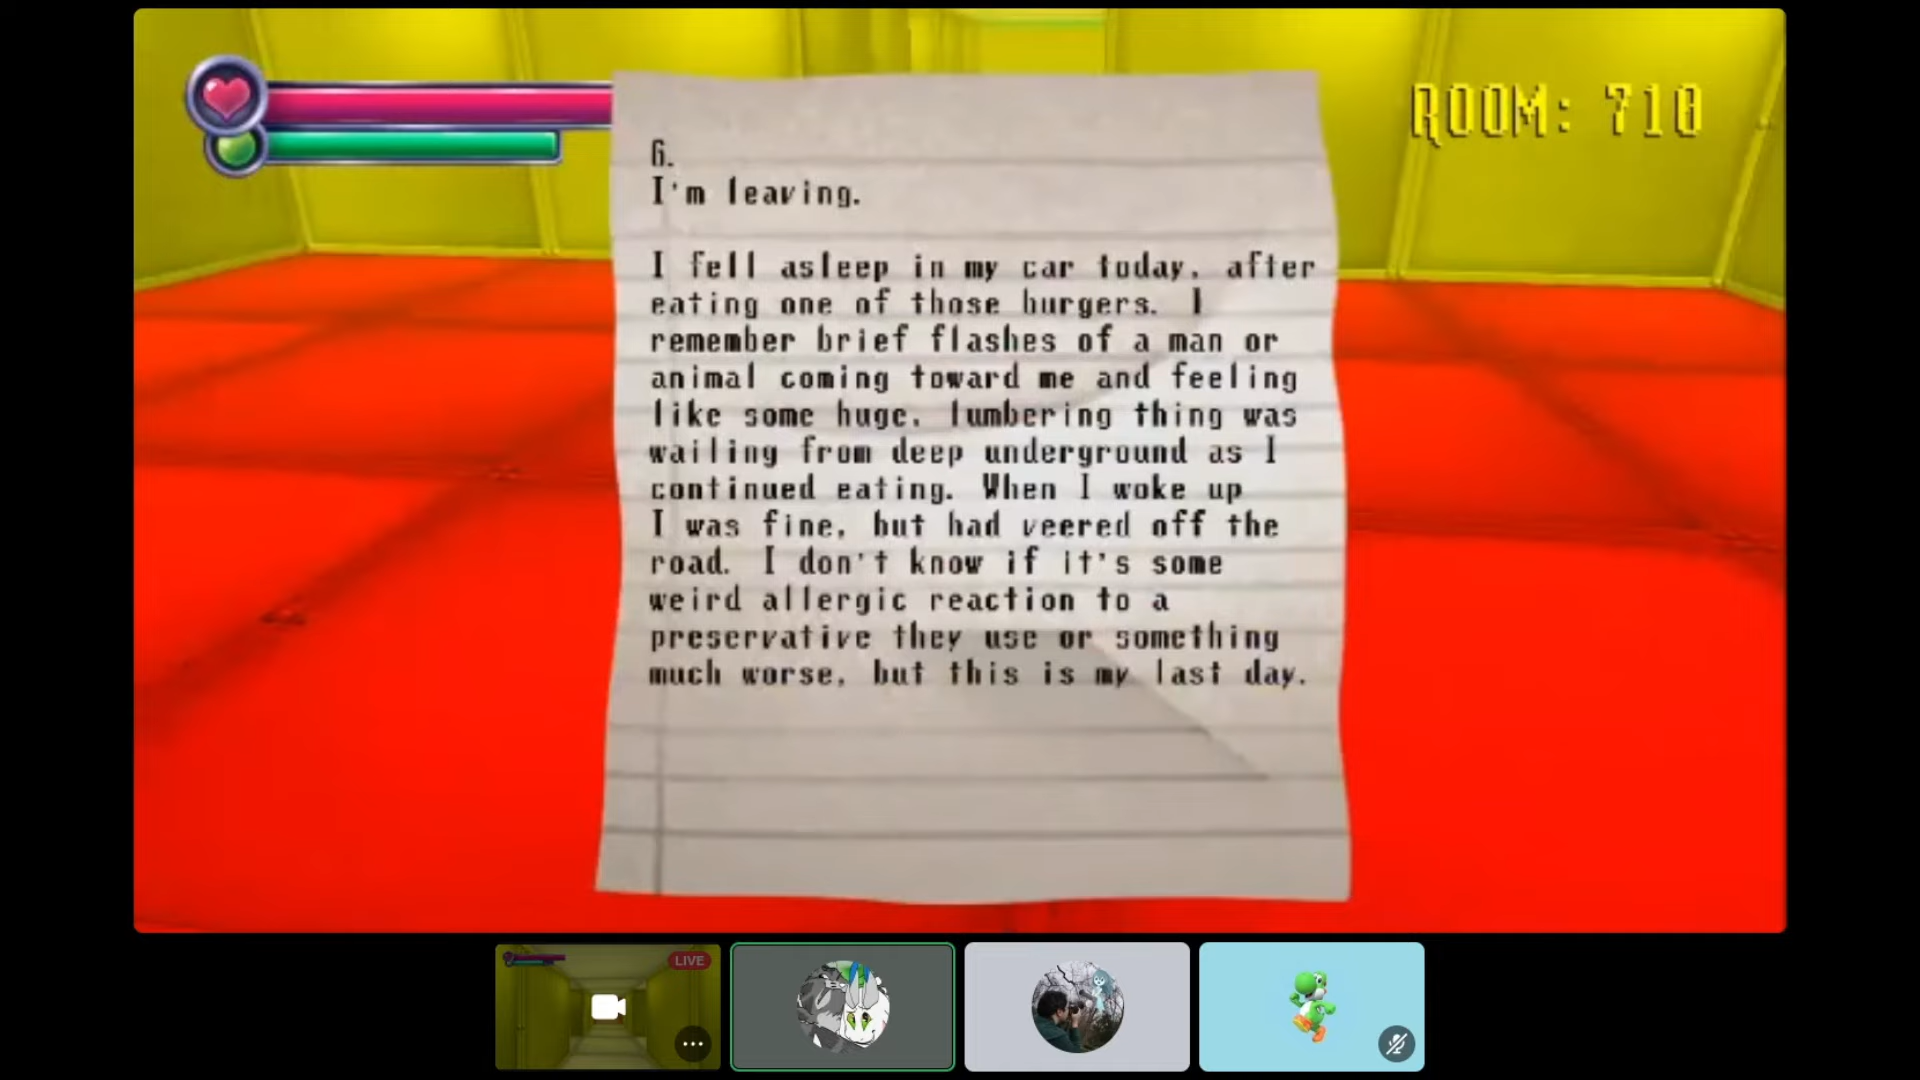 ROOM: 710
6.
I'm leaving.
I fell asleep in my car today, after
eating one of those burgers. I
remember brief flashes of a man or
animal coming toward me and feeling
like some huge, lumbering thing was
wailing from deep underground as I
continued eating. When I woke up
I was fine, but had veered off the
road. I don't know if it's some
weird allergic reaction to a
preservative they use or something
much worse, but this is my last day.
LIVE